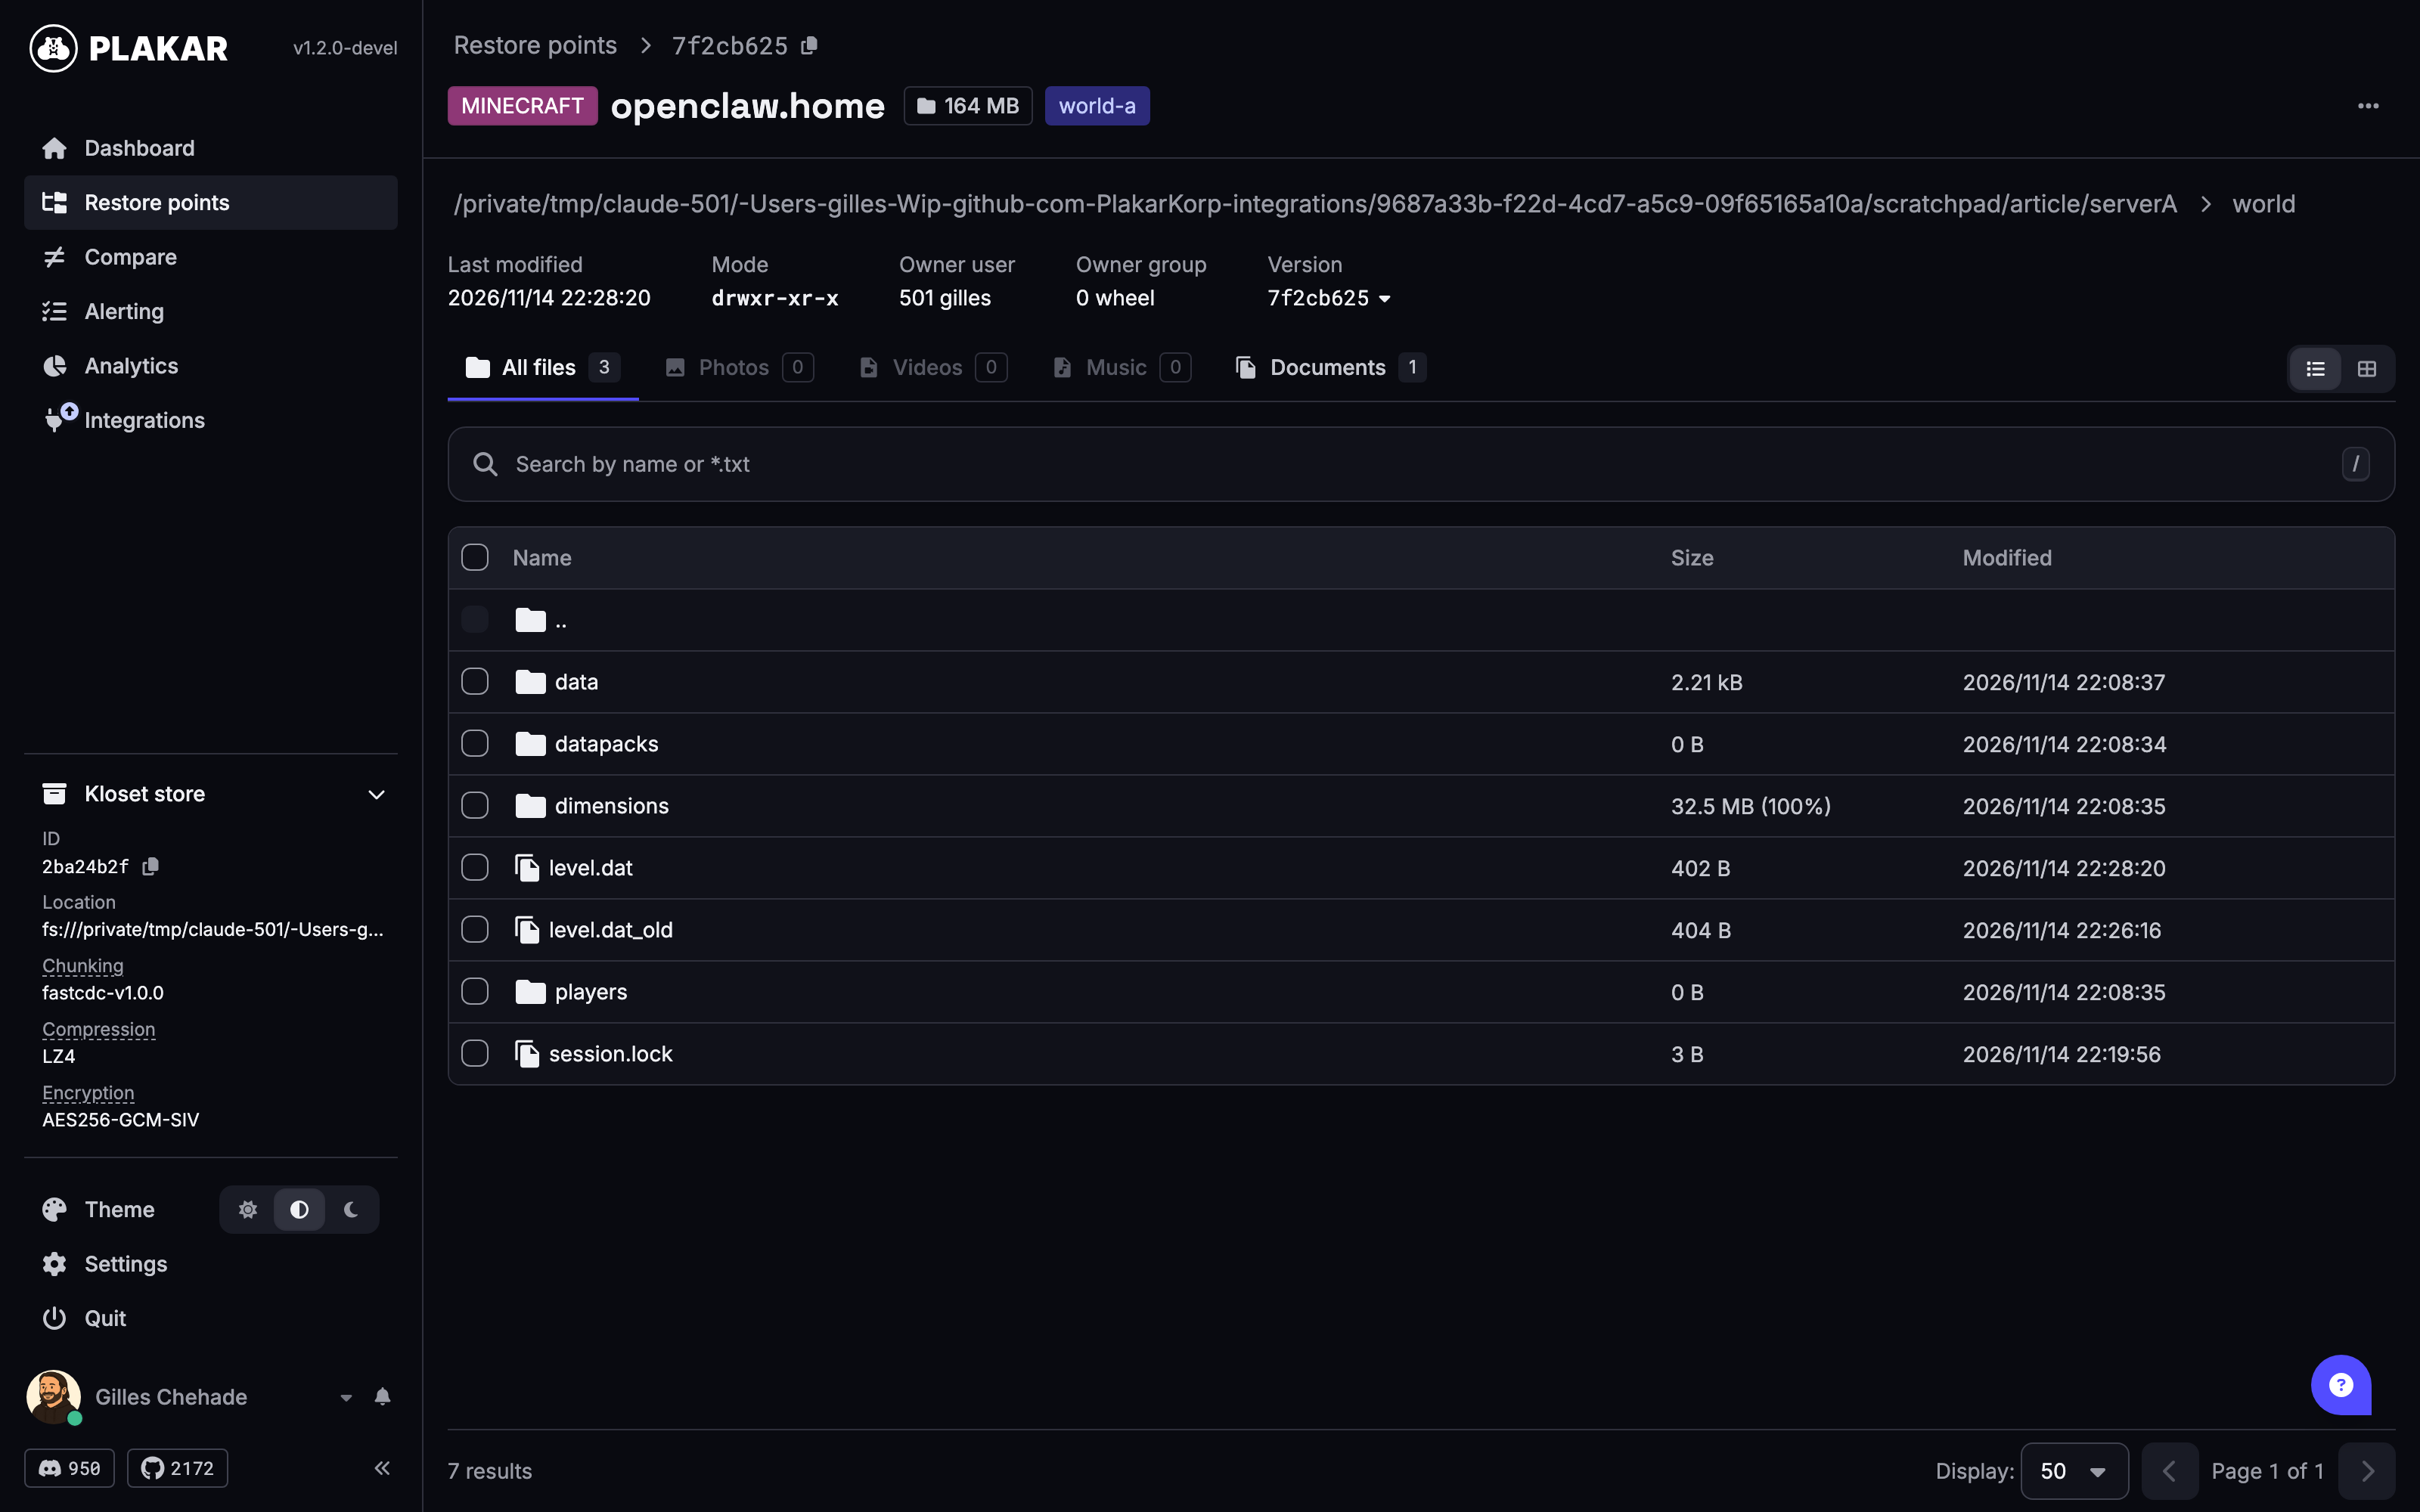 PLAKAR
v1.2.0-devel
Dashboard
Restore points
Compare
Alerting
Analytics
Integrations
Kloset store
ID
2ba24b2f
Location
fs:///private/tmp/claude-501/-Users-g...
Chunking
fastcdc-v1.0.0
Compression
LZ4
Encryption
AES256-GCM-SIV
Theme
Settings
Quit
Gilles Chehade
950
2172
Restore points > 7f2cb625
MINECRAFT openclaw.home 164 MB world-a
/private/tmp/claude-501/-Users-gilles-Wip-github-com-PlakarKorp-integrations/9687a33b-f22d-4cd7-a5c9-09f65165a10a/scratchpad/article/serverA > world
Last modified Mode Owner user Owner group Version
2026/11/14 22:28:20 drwxr-xr-x 501 gilles 0 wheel 7f2cb625
All files 3 Photos 0 Videos 0 Music 0 Documents 1
Search by name or *.txt /
Name Size Modified
..
data 2.21 kB 2026/11/14 22:08:37
datapacks 0 B 2026/11/14 22:08:34
dimensions 32.5 MB (100%) 2026/11/14 22:08:35
level.dat 402 B 2026/11/14 22:28:20
level.dat_old 404 B 2026/11/14 22:26:16
players 0 B 2026/11/14 22:08:35
session.lock 3 B 2026/11/14 22:19:56
?
7 results
Display: 50
Page 1 of 1